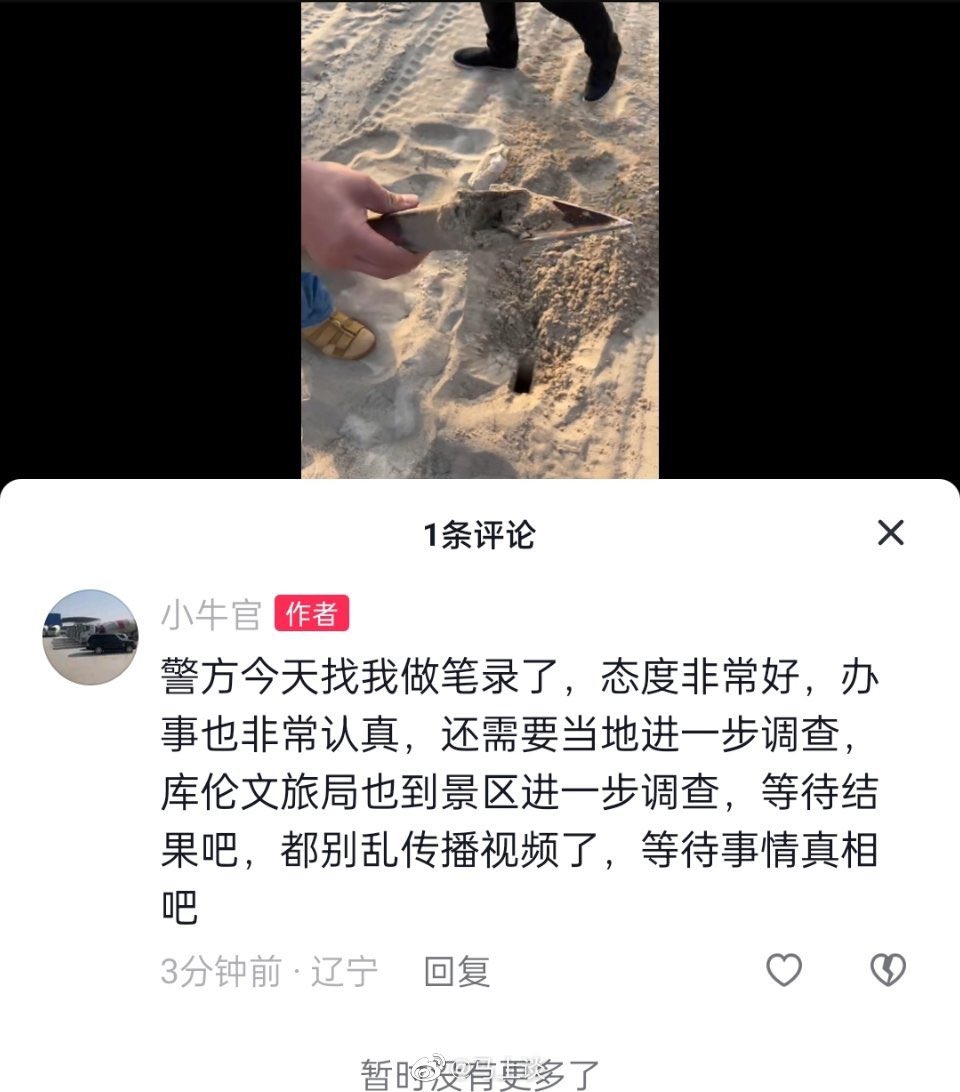 1条评论
小牛官 作者
警方今天找我做笔录了，态度非常好，办
事也非常认真，还需要当地进一步调查，
库伦文旅局也到景区进一步调查，等待结
果吧，都别乱传播视频了，等待事情真相
吧
3分钟前 · 辽宁 回复
暂时没有更多了